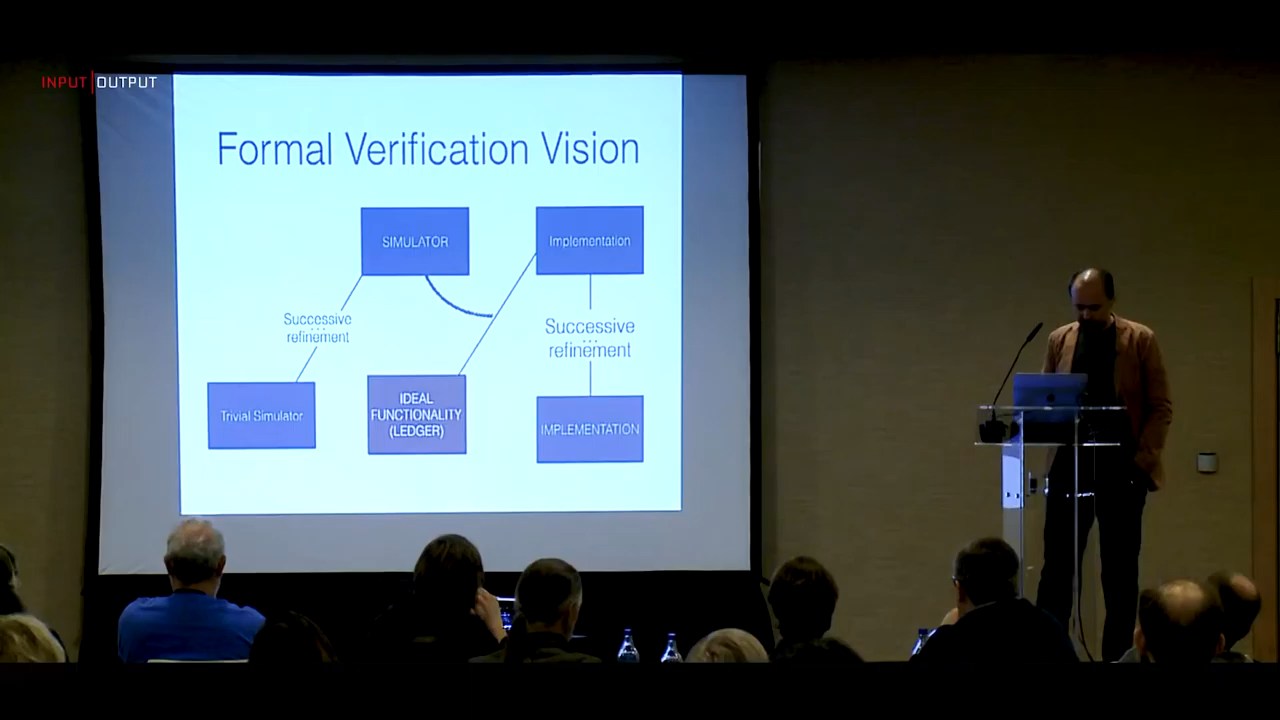 INPUT|OUTPUT
Formal Verification Vision
SIMULATOR
Implementation
Successive
refinement
Successive
refinement
Trivial Simulator
IDEAL
FUNCTIONALITY
(LEDGER)
IMPLEMENTATION